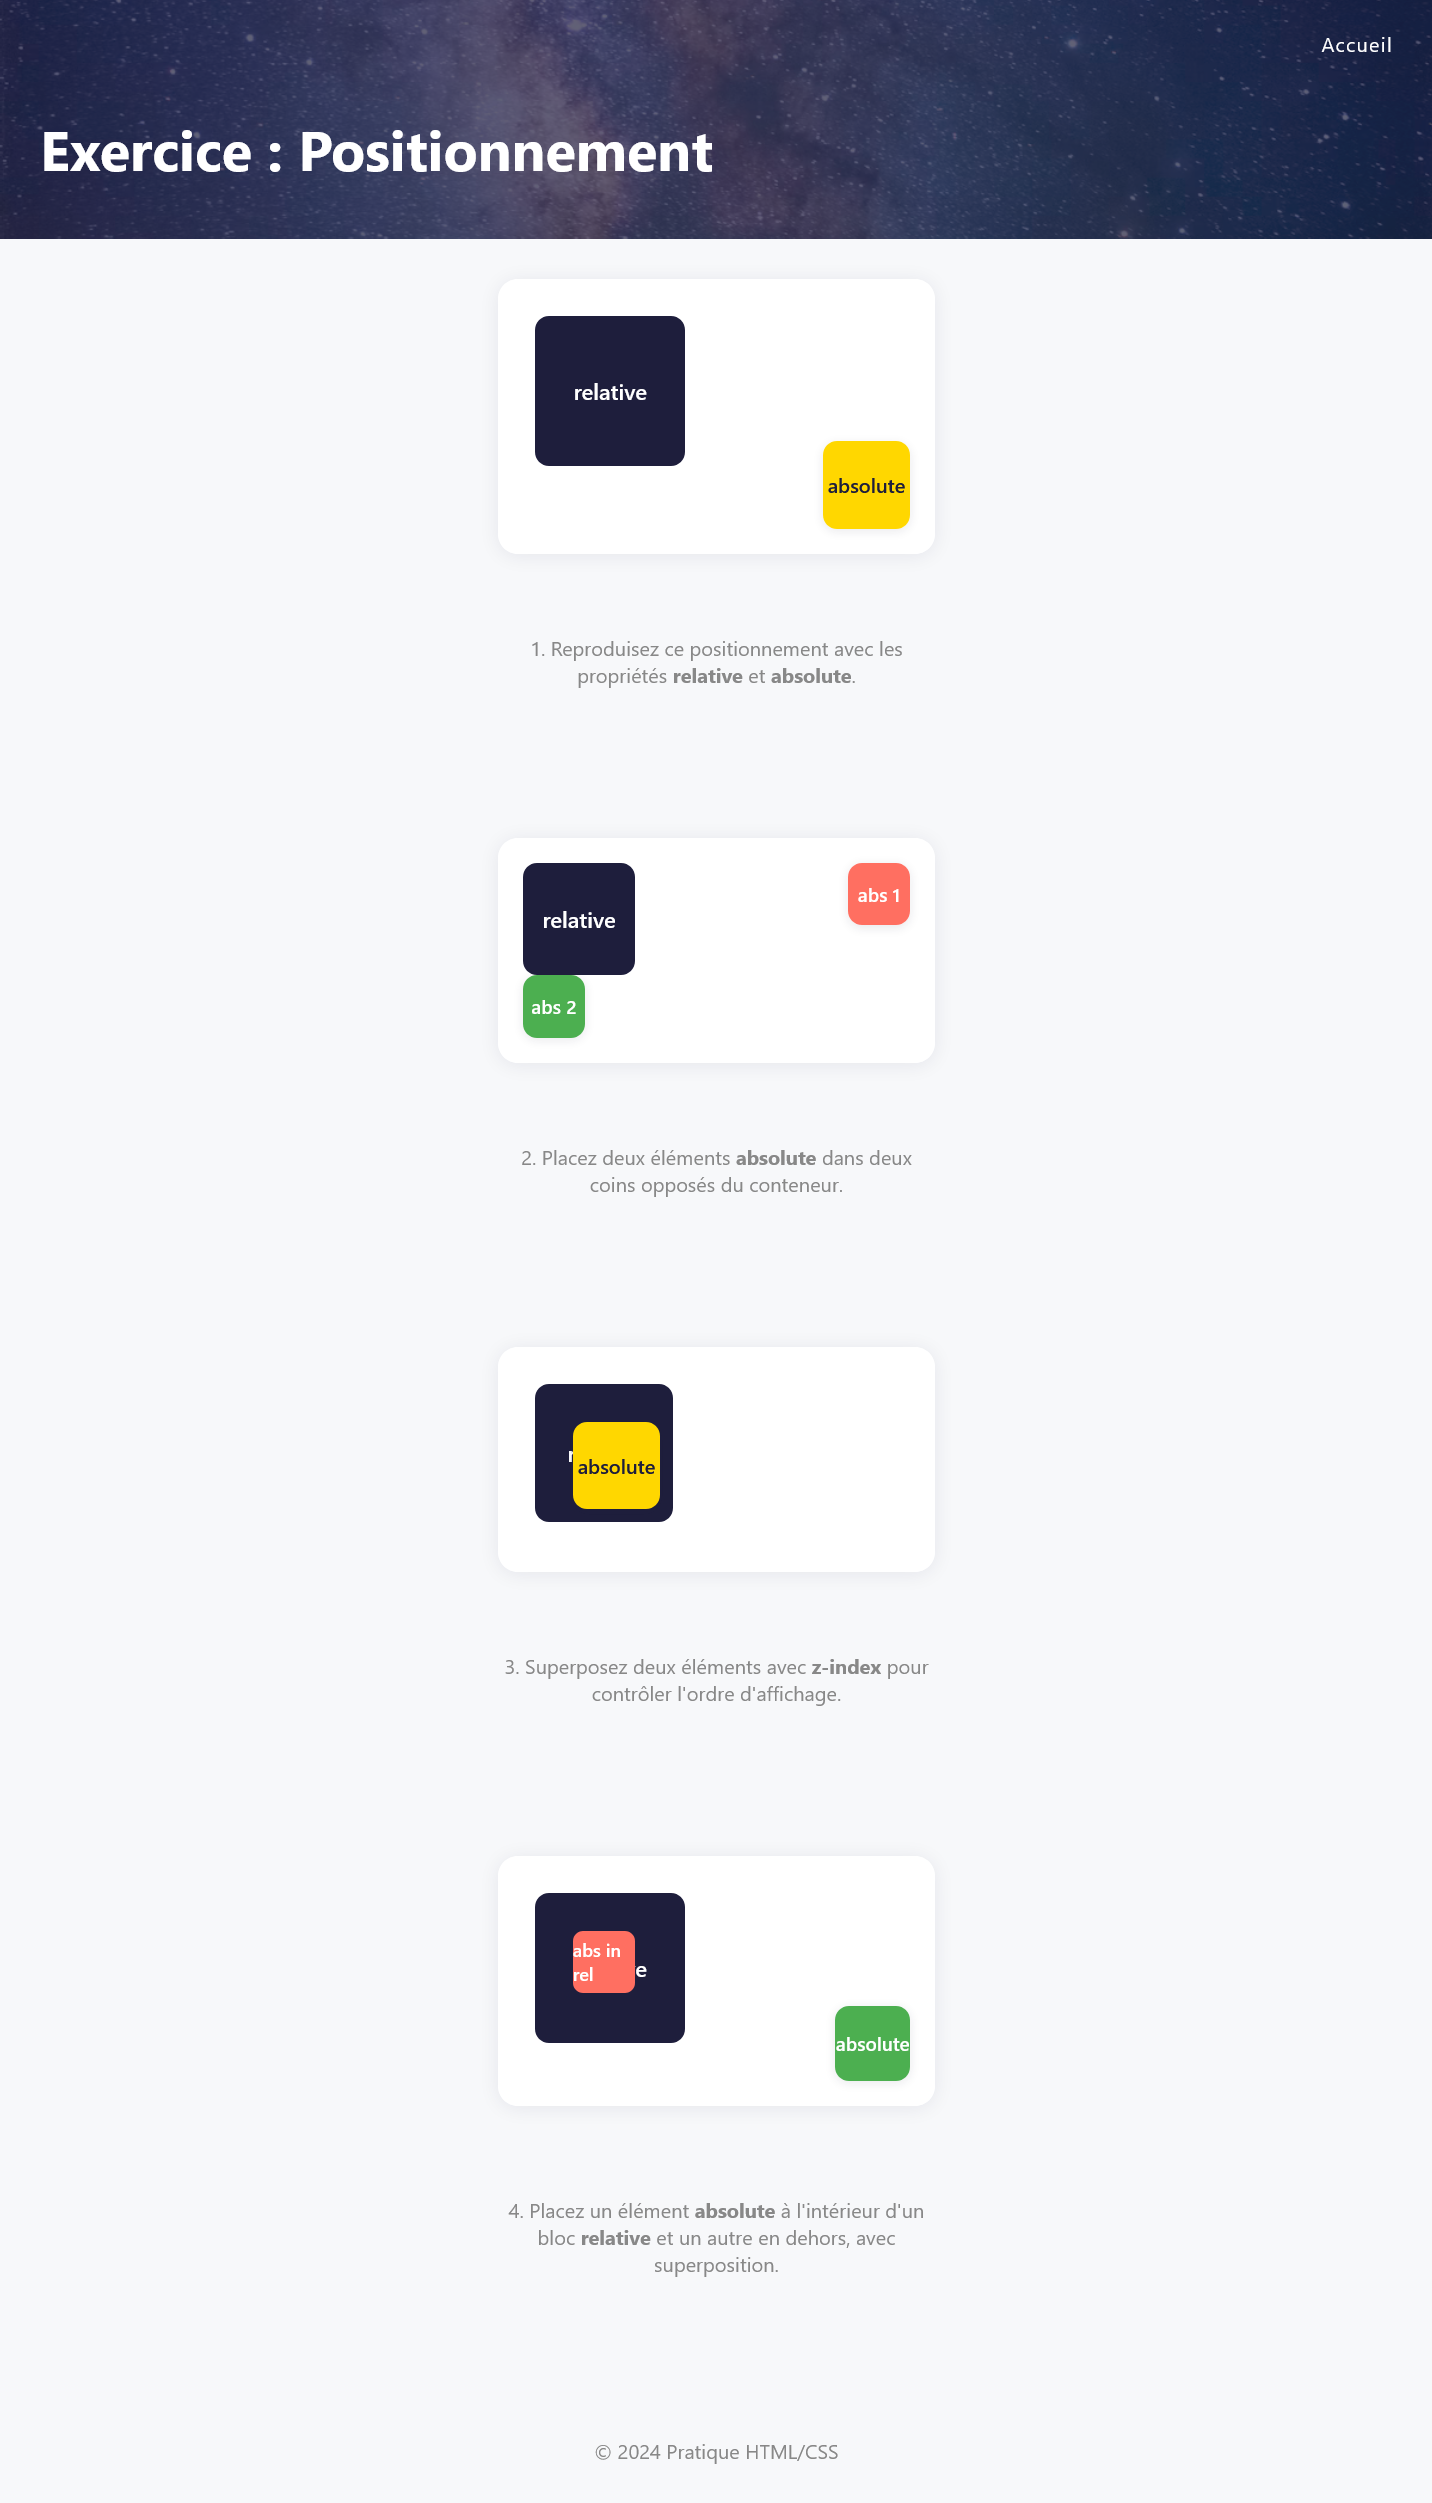 Accueil
Exercice : Positionnement
relative
absolute
1. Reproduisez ce positionnement avec les
propriétés relative et absolute.
relative
abs 1
abs 2
2. Placez deux éléments absolute dans deux
coins opposés du conteneur.
absolute
3. Superposez deux éléments avec z-index pour
contrôler l'ordre d'affichage.
abs in
rel
absolute
4. Placez un élément absolute à l'intérieur d'un
bloc relative et un autre en dehors, avec
superposition.
© 2024 Pratique HTML/CSS